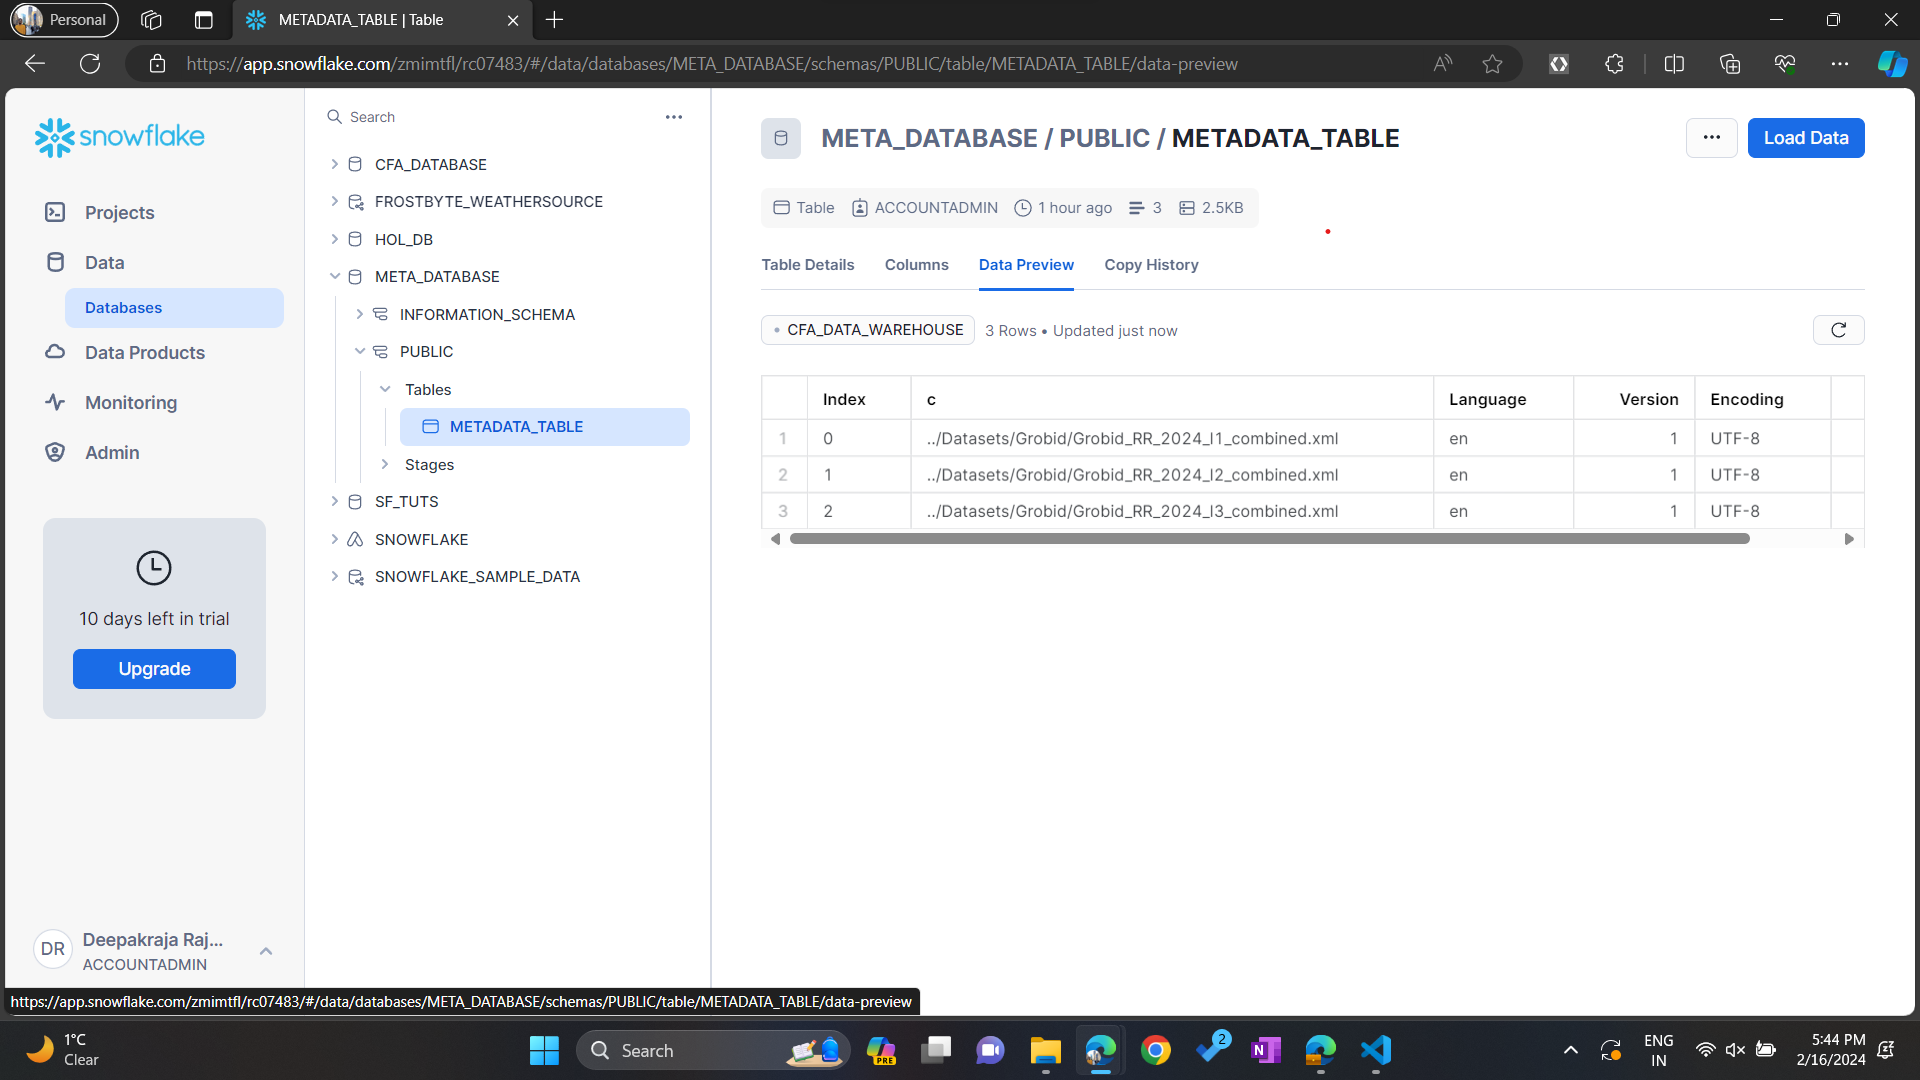 Personal
METADATA_TABLE | Table
https://app.snowflake.com/zmimtfl/rc07483/#/data/databases/META_DATABASE/schemas/PUBLIC/table/METADATA_TABLE/data-preview
snowflake
Projects
Data
Databases
Data Products
Monitoring
Admin
10 days left in trial
Upgrade
DR
Deepakraja Raj...
ACCOUNTADMIN
Search
CFA_DATABASE
FROSTBYTE_WEATHERSOURCE
HOL_DB
META_DATABASE
INFORMATION_SCHEMA
PUBLIC
Tables
METADATA_TABLE
Stages
SF_TUTS
SNOWFLAKE
SNOWFLAKE_SAMPLE_DATA
META_DATABASE / PUBLIC / METADATA_TABLE
Load Data
Table ACCOUNTADMIN 1 hour ago 3 2.5KB
Table Details Columns Data Preview Copy History
CFA_DATA_WAREHOUSE 3 Rows • Updated just now
Index c Language Version Encoding
1 0 ../Datasets/Grobid/Grobid_RR_2024_l1_combined.xml en 1 UTF-8
2 1 ../Datasets/Grobid/Grobid_RR_2024_l2_combined.xml en 1 UTF-8
3 2 ../Datasets/Grobid/Grobid_RR_2024_l3_combined.xml en 1 UTF-8
https://app.snowflake.com/zmimtfl/rc07483/#/data/databases/META_DATABASE/schemas/PUBLIC/table/METADATA_TABLE/data-preview
1°C
Clear
Search
PRE
2
N
ENG
IN
5:44 PM
2/16/2024